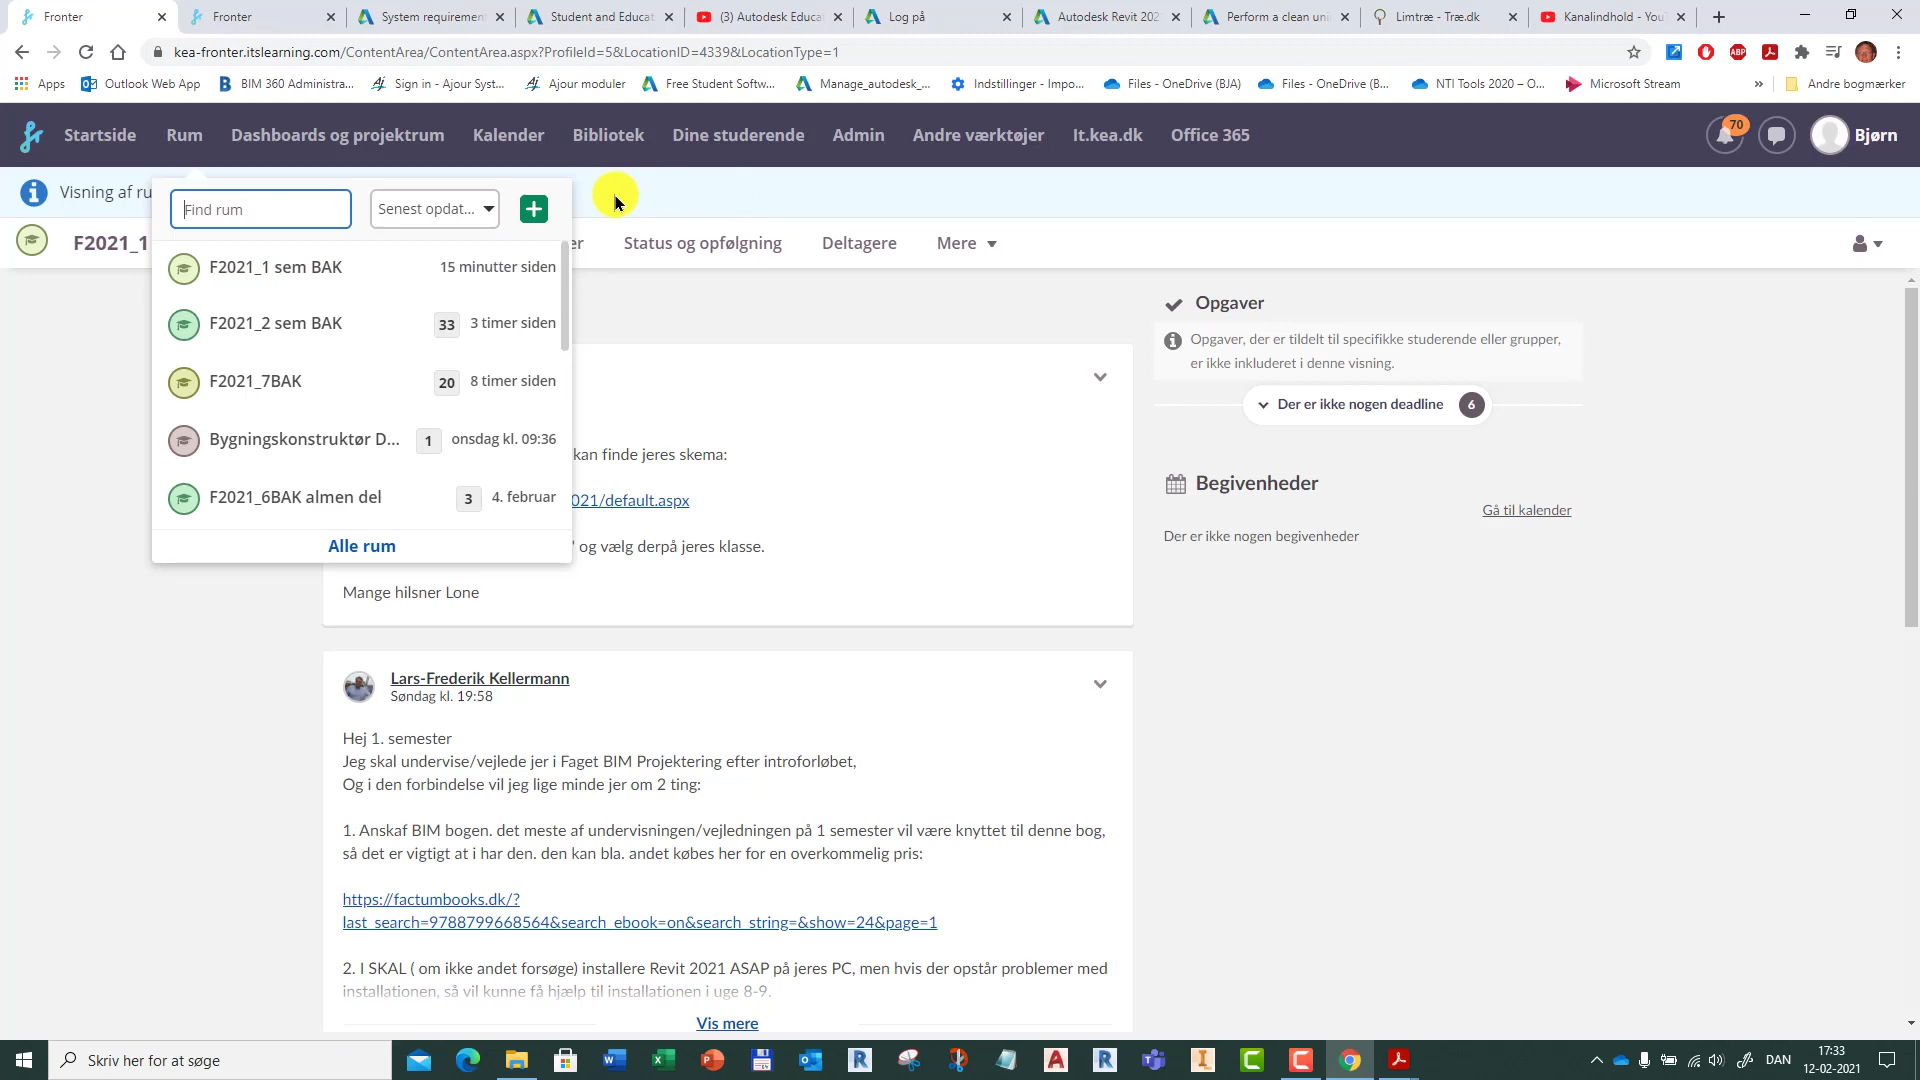 Fronter
Fronter
System requirement
Student and Educat
(3) Autodesk Educa
Log på
Autodesk Revit 202
Perform a clean uni
Limtræ - Træ.dk
Kanalindhold - You
kea-fronter.itslearning.com/ContentArea/ContentArea.aspx?ProfileId=5&LocationID=4339&LocationType=1
ABP
Apps
Outlook Web App
BIM 360 Administra...
Sign in - Ajour Syst...
Ajour moduler
Free Student Softw...
Manage_autodesk_...
Indstillinger - Impo...
Files - OneDrive (BJA)
Files - OneDrive (B...
NTI Tools 2020 – O...
Microsoft Stream
»
Andre bogmærker
Startside
Rum
Dashboards og projektrum
Kalender
Bibliotek
Dine studerende
Admin
Andre værktøjer
It.kea.dk
Office 365
70
Bjørn
Visning af ru
Find rum
Senest opdat...
F2021_1
er
Status og opfølgning
Deltagere
Mere
F2021_1 sem BAK
15 minutter siden
F2021_2 sem BAK
33
3 timer siden
F2021_7BAK
20
8 timer siden
Bygningskonstruktør D...
1
onsdag kl. 09:36
F2021_6BAK almen del
3
4. februar
Alle rum
kan finde jeres skema:
021/default.aspx
" og vælg derpå jeres klasse.
Mange hilsner Lone
Opgaver
Opgaver, der er tildelt til specifikke studerende eller grupper,
er ikke inkluderet i denne visning.
Der er ikke nogen deadline
6
Begivenheder
Gå til kalender
Der er ikke nogen begivenheder
Lars-Frederik Kellermann
Søndag kl. 19:58
Hej 1. semester
Jeg skal undervise/vejlede jer i Faget BIM Projektering efter introforløbet,
Og i den forbindelse vil jeg lige minde jer om 2 ting:
1. Anskaf BIM bogen. det meste af undervisningen/vejledningen på 1 semester vil være knyttet til denne bog,
så det er vigtigt at i har den. den kan bla. andet købes her for en overkommelig pris:
https://factumbooks.dk/?
last_search=9788799668564&search_ebook=on&search_string=&show=24&page=1
2. I SKAL ( om ikke andet forsøge) installere Revit 2021 ASAP på jeres PC, men hvis der opstår problemer med
installationen, så vil kunne få hjælp til installationen i uge 8-9.
Vis mere
Skriv her for at søge
DAN
17:33
12-02-2021